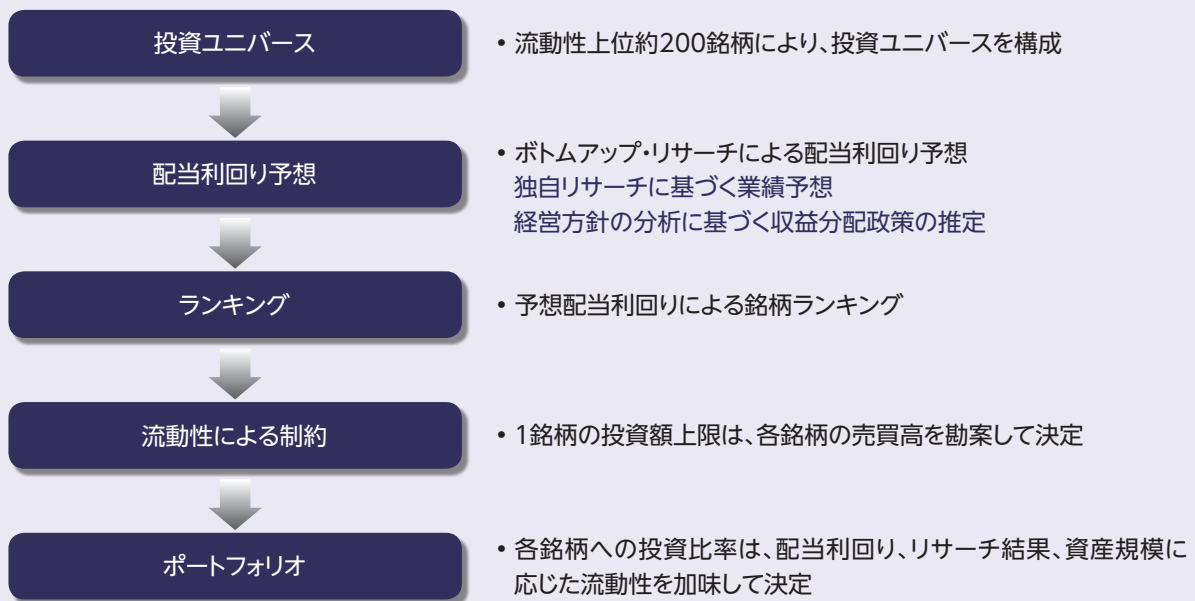 投資ユニバース
• 流動性上位約200銘柄により、投資ユニバースを構成
配当利回り予想
• ボトムアップ・リサーチによる配当利回り予想
独自リサーチに基づく業績予想
経営方針の分析に基づく収益分配政策の推定
ランキング
• 予想配当利回りによる銘柄ランキング
流動性による制約
• 1銘柄の投資額上限は、各銘柄の売買高を勘案して決定
ポートフォリオ
• 各銘柄への投資比率は、配当利回り、リサーチ結果、資産規模に
応じた流動性を加味して決定